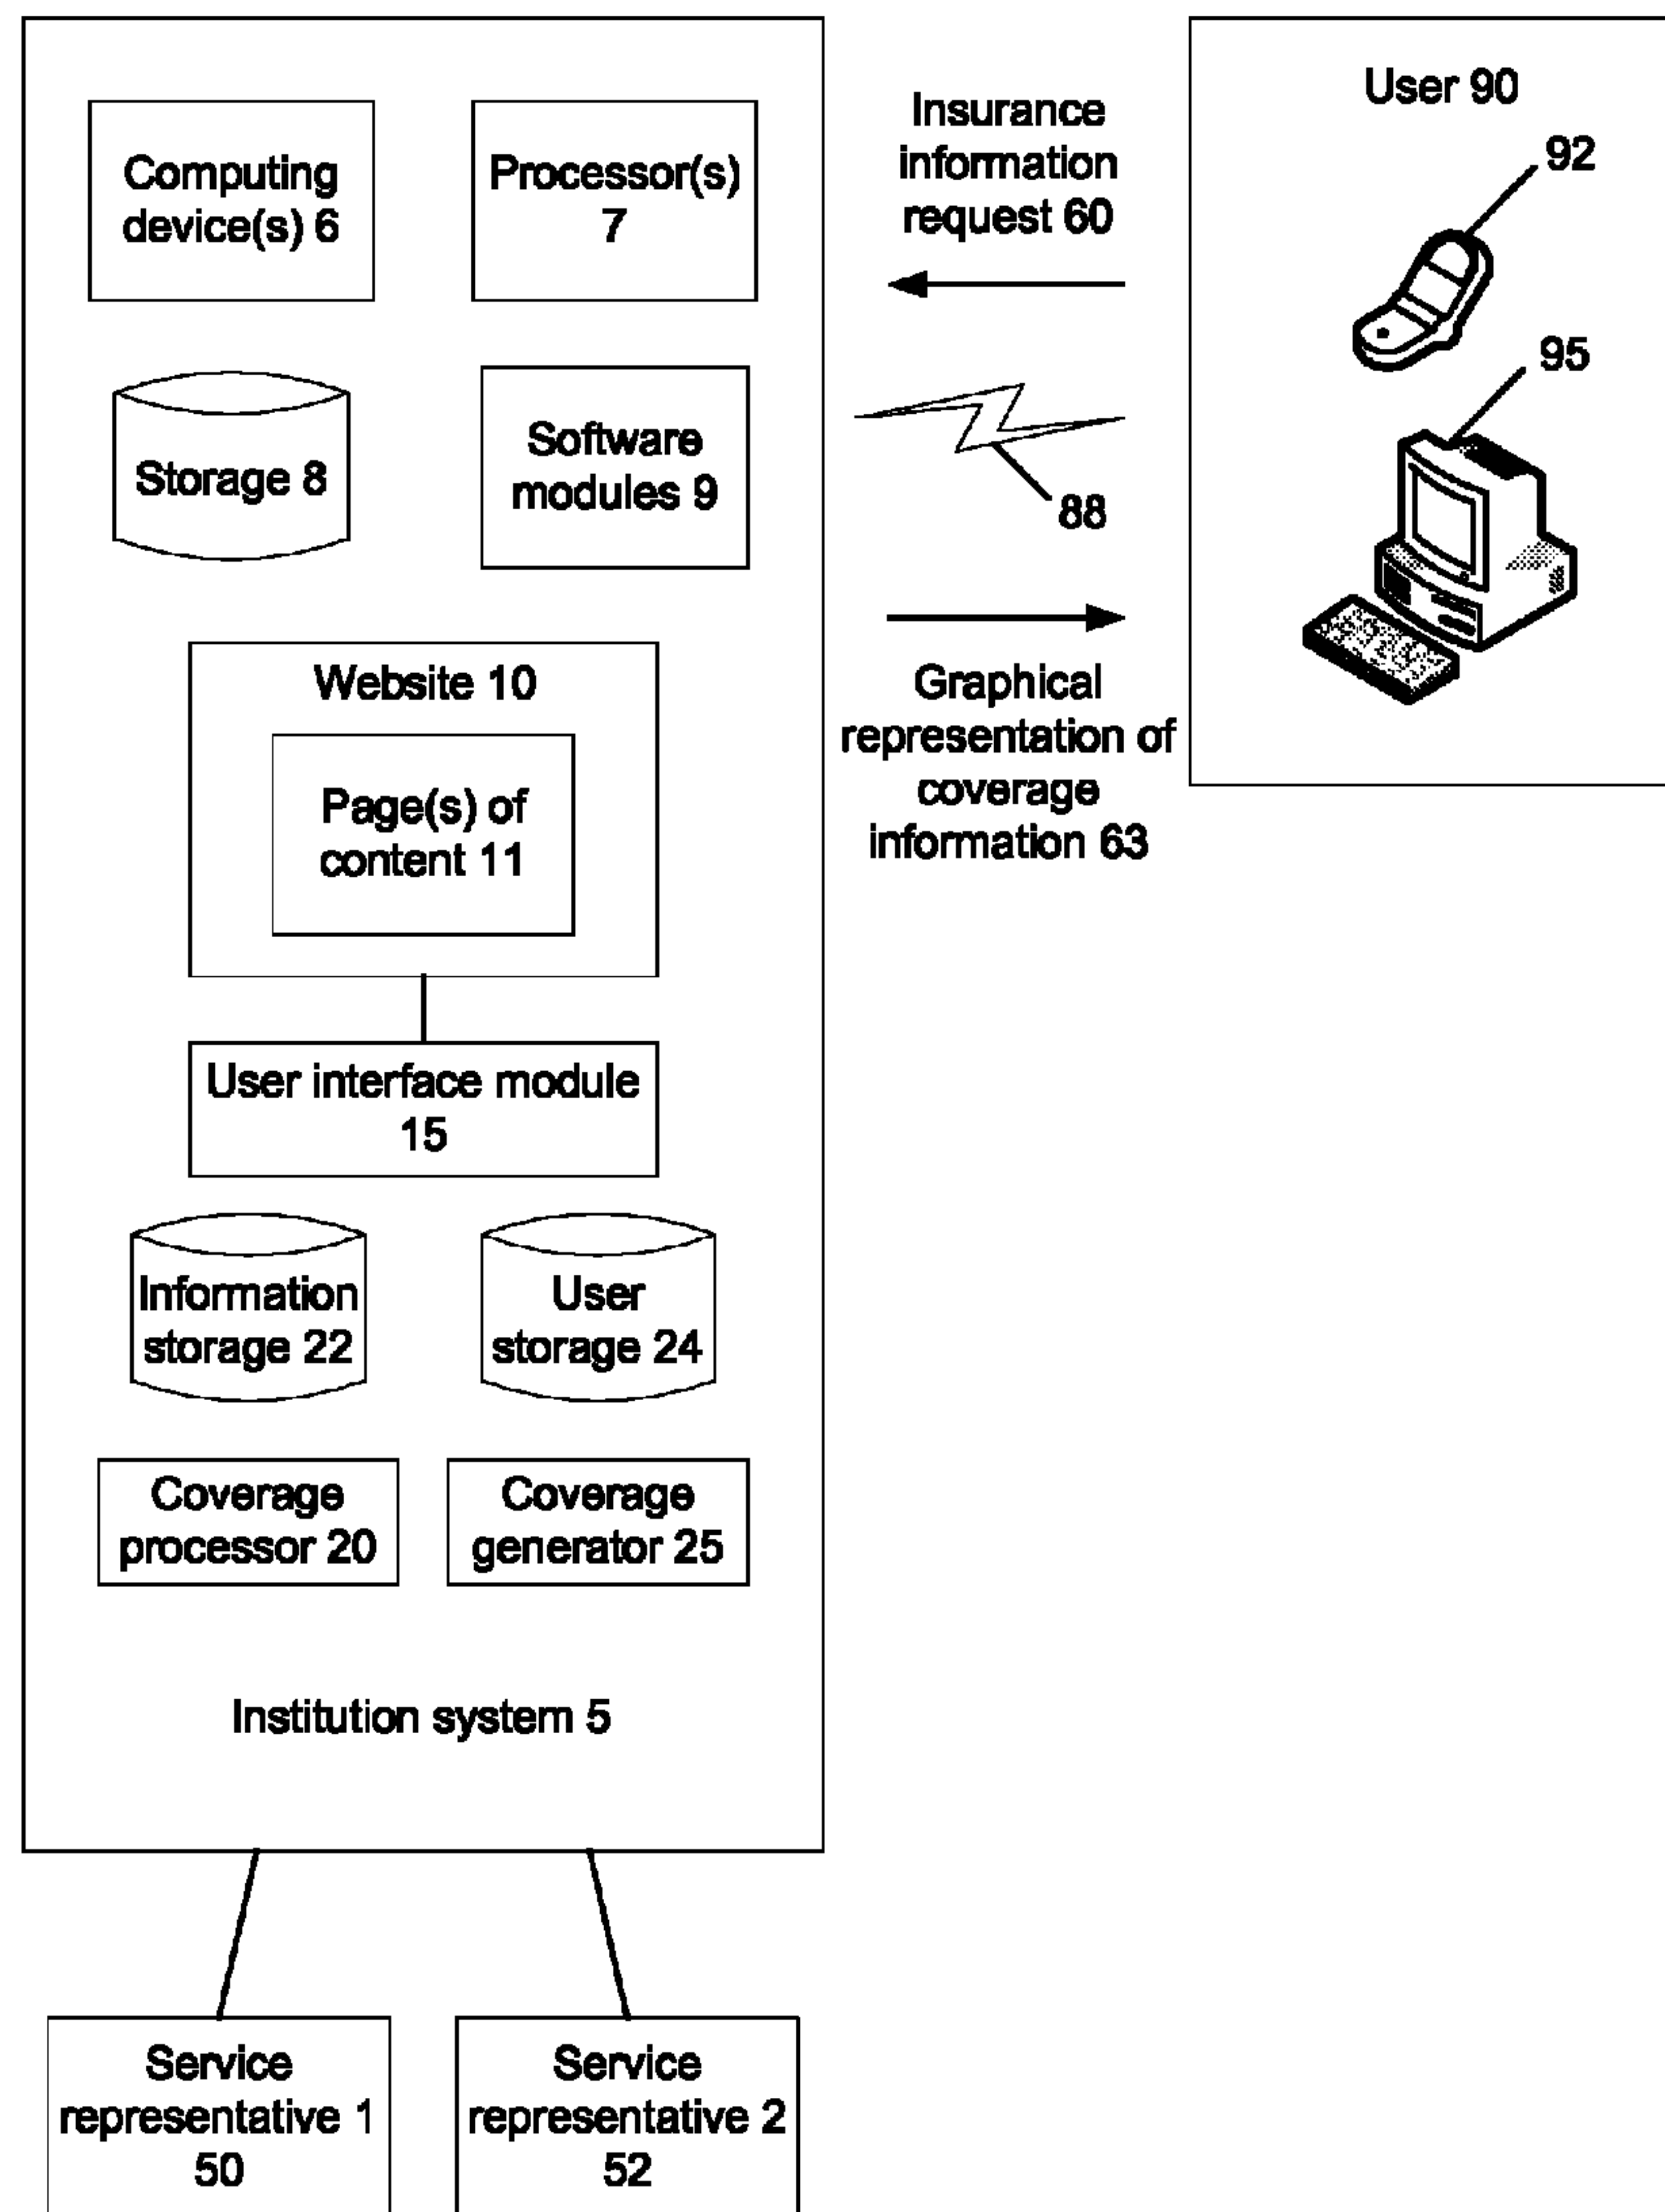 Computing
device(s) 6
Processor(s)
7
Storage 8
Software
modules 9
Website 10
Page(s) of
content 11
User interface module
15
Information
storage 22
User
storage 24
Coverage
processor 20
Coverage
generator 25
Institution system 5
Service
representative 1
50
Service
representative 2
52
Insurance
information
request 60
88
Graphical
representation of
coverage
information 63
User 90
92
95